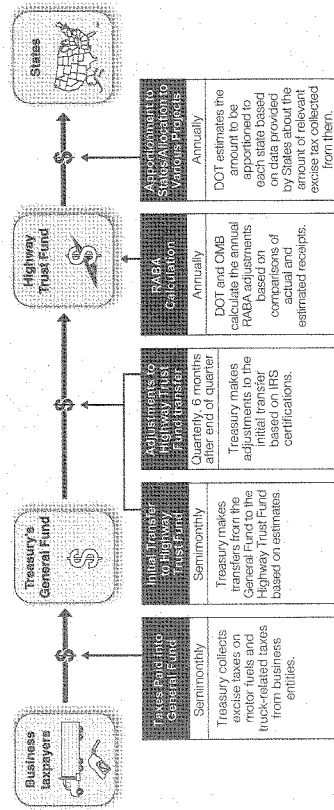 Business
taxpayers
$
Treasury's
General Fund
$
$
Highway
Trust Fund
$
$
States
Taxes Paid into
General Fund
Semimonthly
Treasury collects
excise taxes on
motor fuels and
truck-related taxes
from business
entities.
Initial Transfer
to Highway
Trust Fund
Semimonthly
Treasury makes
transfers from the
General Fund to the
Highway Trust Fund
based on estimates.
Adjustments to
Highway Trust
Fund transfer
Quarterly, 6 months
after end of quarter
Treasury makes
adjustments to the
initial transfer
based on IRS
certifications.
RABA
Calculation
Annually
DOT and OMB
calculate the annual
RABA adjustments
based on
comparisons of
actual and
estimated receipts.
Apportionment to
States Allocation to
Various Projects
Annually
DOT estimates the
amount to be
apportioned to
each state based
on data provided
by States about the
amount of relevant
excise tax collected
from them.